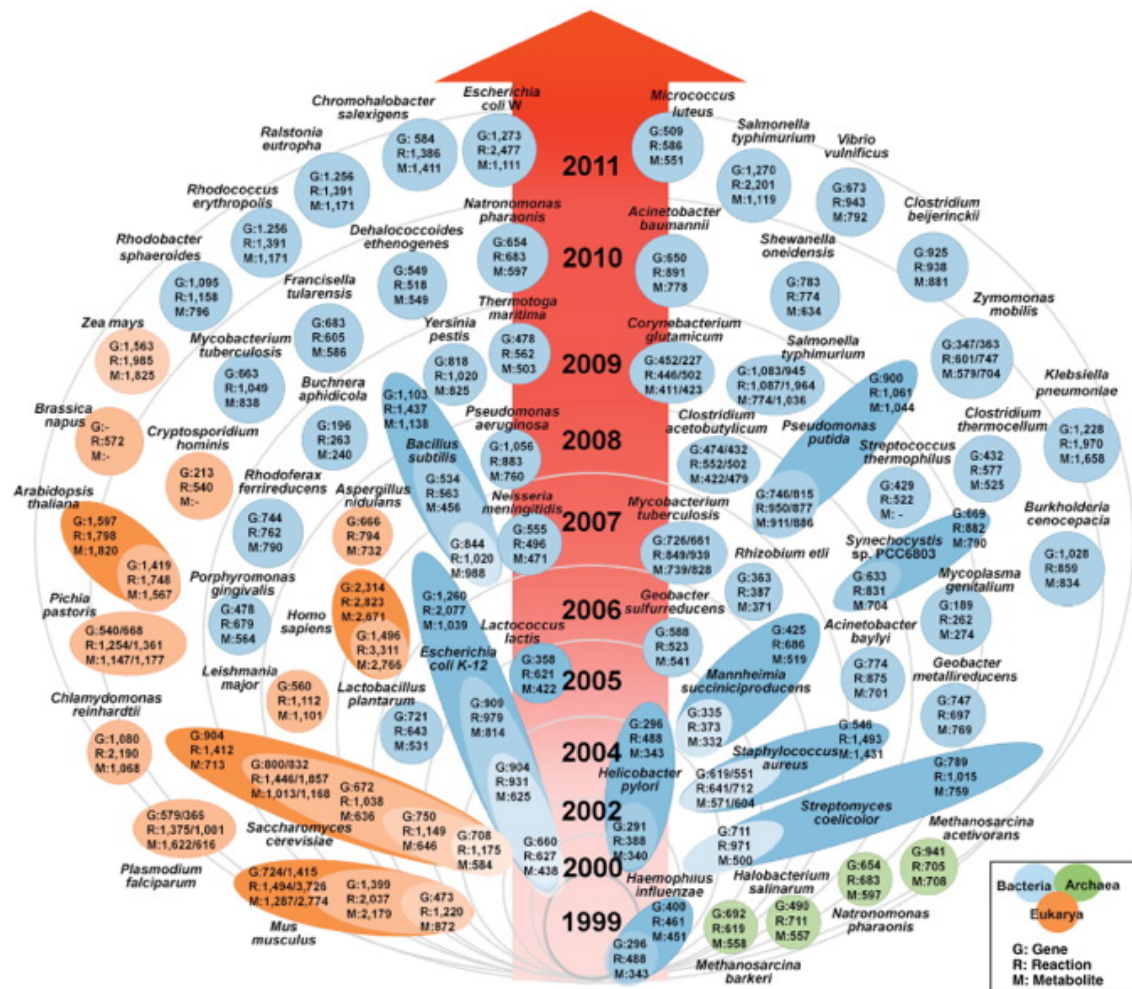 Escherichia
coli W
G:1,273
R:2,477
M:1,111
Chromohalobacter
salexigens
G: 584
R:1,386
M:1,411
Ralstonia
eutropha
G:1.256
R:1,391
M:1,171
Rhodococcus
erythropolis
G:1.256
R:1,391
M:1,171
Rhodobacter
sphaeroides
G:1,095
R:1,158
M:796
Zea mays
G:1,563
R:1,985
M:1,825
Brassica
napus
G:-
R:572
M:-
Arabidopsis
thaliana
G:1,597
R:1,798
M:1,820
G:1,419
R:1,748
M:1,567
Pichia
pastoris
G:540/668
R:1,254/1,361
M:1,147/1,177
Chlamydomonas
reinhardtii
G:1,080
R:2,190
M:1,068
G:579/366
R:1,375/1,001
M:1,622/616
Plasmodium
falciparum
Natronomonas
pharaonis
G:654
R:683
M:597
Dehalococcoides
ethenogenes
G:549
R:518
M:549
Francisella
tularensis
G:683
R:605
M:586
Mycobacterium
tuberculosis
G:663
R:1,049
M:838
Cryptosporidium
hominis
G:213
R:540
M:-
Thermotoga
maritima
G:478
R:562
M:503
Yersinia
pestis
G:818
R:1,020
M:825
Buchnera
aphidicola
G:196
R:263
M:240
Rhodoferax
ferrireducens
G:744
R:762
M:790
Porphyromonas
gingivalis
G:478
R:679
M:564
Leishmania
major
G:560
R:1,112
M:1,101
G:1,103
R:1,437
M:1,138
Bacillus
subtilis
G:534
R:563
M:456
G:844
R:1,020
M:988
Pseudomonas
aeruginosa
G:1,056
R:883
M:760
Aspergillus
nidulans
G:666
R:794
M:732
Neisseria
meningitidis
G:555
R:496
M:471
Homo
sapiens
G:2,314
R:2,823
M:2,671
G:1,496
R:3,311
M:2,766
Lactobacillus
plantarum
G:721
R:643
M:531
G:1,260
R:2,077
M:1,039
Escherichia
coli K-12
G:909
R:979
M:814
G:904
R:931
M:625
G:660
R:627
M:438
Lactococcus
lactis
G:358
R:621
M:422
G:904
R:1,412
M:713
G:800/832
R:1,446/1,857
M:1,013/1,168
G:672
R:1,038
M:636
G:750
R:1,149
M:646
G:708
R:1,175
M:584
Saccharomyces
cerevisiae
G:724/1,415
R:1,494/3,726
M:1,287/2,774
G:1,399
R:2,037
M:2,179
G:473
R:1,220
M:872
Mus
musculus
2011
2010
2009
2008
2007
2006
2005
2004
2002
2000
1999
Micrococcus
luteus
G:509
R:586
M:551
Salmonella
typhimurium
G:1,270
R:2,201
M:1,119
Vibrio
vulnificus
G:673
R:943
M:792
Clostridium
beijerinckii
G:925
R:938
M:881
Acinetobacter
baumannii
G:650
R:891
M:778
Shewanella
oneidensis
G:783
R:774
M:634
Zymomonas
mobilis
G:347/363
R:601/747
M:579/704
Klebsiella
pneumoniae
G:1,228
R:1,970
M:1,658
Corynebacterium
glutamicum
G:452/227
R:446/502
M:411/423
Salmonella
typhimurium
G:1,083/945
R:1,087/1,964
M:774/1,036
G:900
R:1,061
M:1,044
Pseudomonas
putida
G:746/815
R:950/877
M:911/886
Clostridium
acetobutylicum
G:474/432
R:552/502
M:422/479
Streptococcus
thermophilus
G:429
R:522
M: -
Clostridium
thermocellum
G:432
R:577
M:525
Burkholderia
cenocepacia
G:1,028
R:859
M:834
Mycobacterium
tuberculosis
G:726/661
R:849/939
M:739/828
Rhizobium etli
G:363
R:387
M:371
G:669
R:882
M:790
Synechocystis
sp. PCC6803
G:633
R:831
M:704
Mycoplasma
genitalium
G:189
R:262
M:274
Geobacter
sulfurreducens
G:588
R:523
M:541
G:425
R:686
M:519
Mannheimia
succiniciproducens
G:335
R:373
M:332
Acinetobacter
baylyi
G:774
R:875
M:701
Geobacter
metallireducens
G:747
R:697
M:769
G:296
R:488
M:343
Helicobacter
pylori
G:291
R:388
M:340
G:546
R:1,493
M:1,431
Staphylococcus
aureus
G:619/551
R:641/712
M:571/604
G:789
R:1,015
M:759
Streptomyces
coelicolor
G:711
R:971
M:500
Haemophilus
influenzae
G:400
R:461
M:451
G:296
R:488
M:343
Methanosarcina
acetivorans
G:941
R:705
M:708
G:654
R:683
M:597
Natronomonas
pharaonis
Halobacterium
salinarum
G:490
R:711
M:557
G:692
R:619
M:558
Methanosarcina
barkeri
Bacteria
Archaea
Eukarya
G: Gene
R: Reaction
M: Metabolite